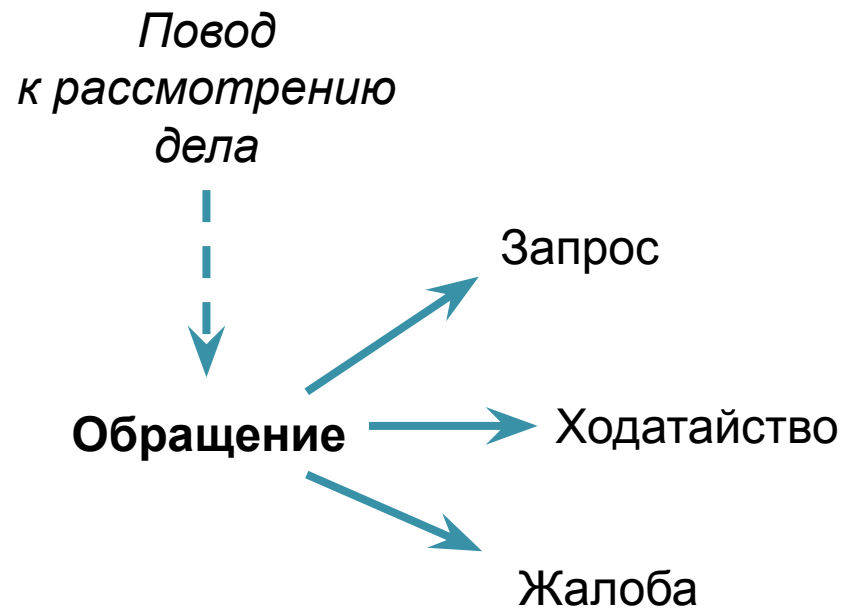 Повод
к рассмотрению
дела
Запрос
Обращение
Ходатайство
Жалоба